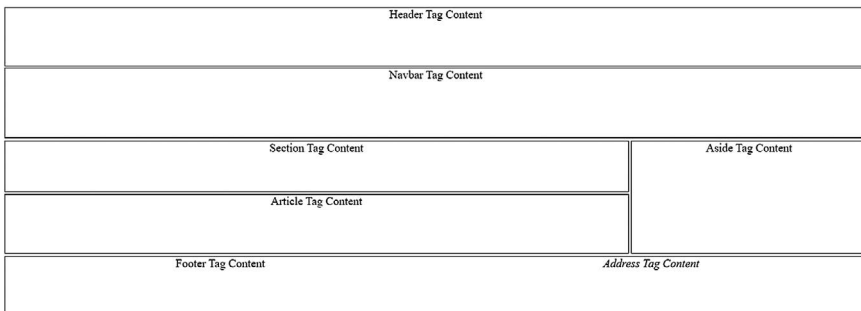 Header Tag Content
Navbar Tag Content
Section Tag Content
Aside Tag Content
Article Tag Content
Footer Tag Content
Address Tag Content